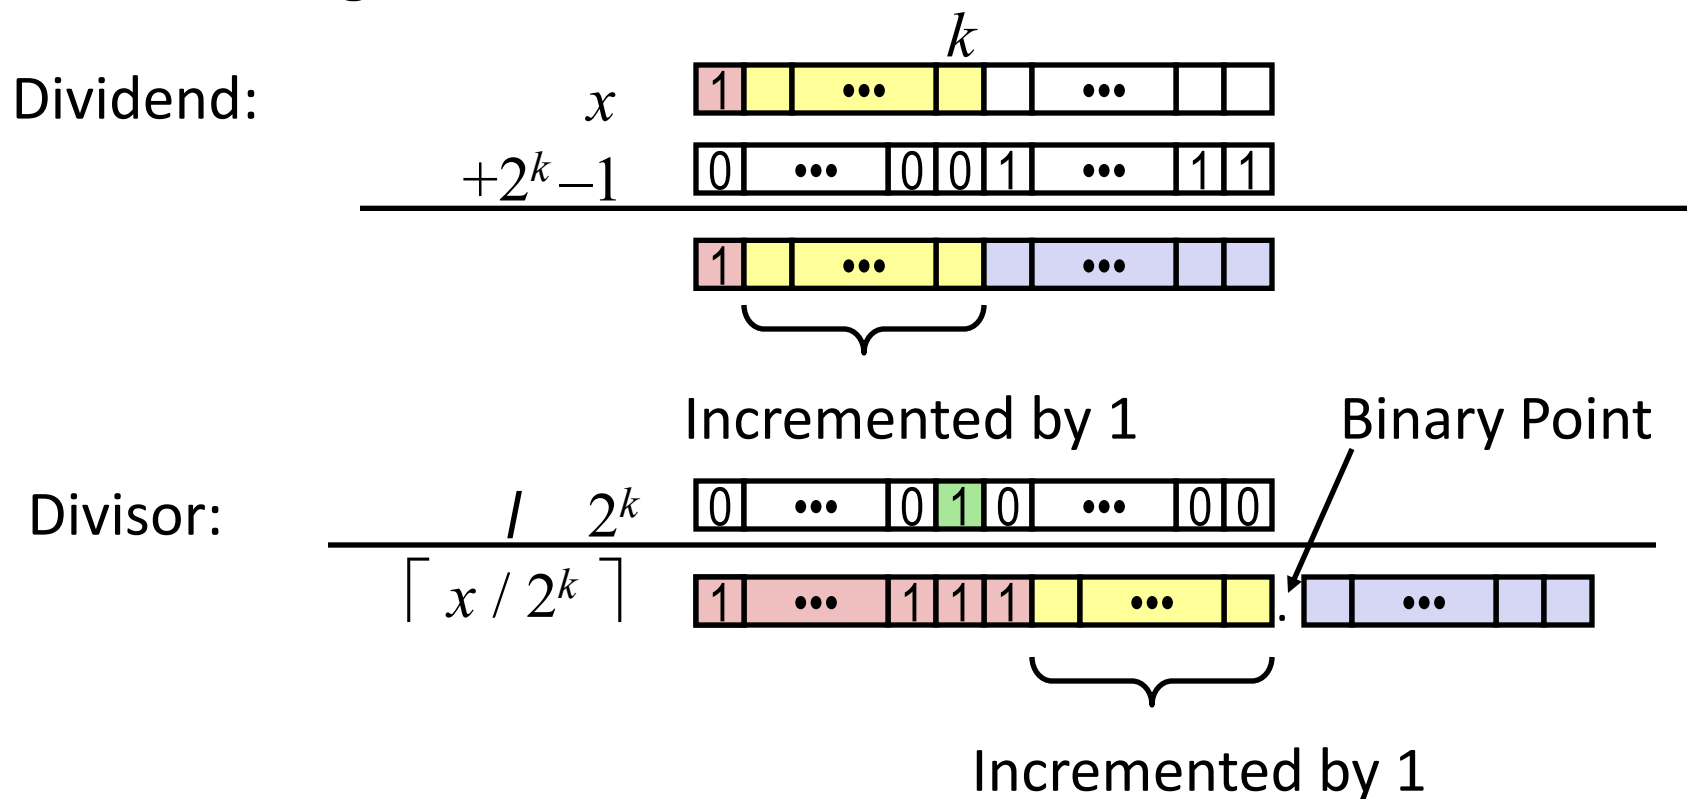 k
Dividend: x 1 ••• •••
+2^k –1 0 ••• 0 0 1 ••• 1 1
1 ••• •••
Incremented by 1 Binary Point
Divisor: / 2^k 0 ••• 0 1 0 ••• 0 0
⌈ x / 2^k ⌉ 1 ••• 1 1 1 ••• . •••
Incremented by 1